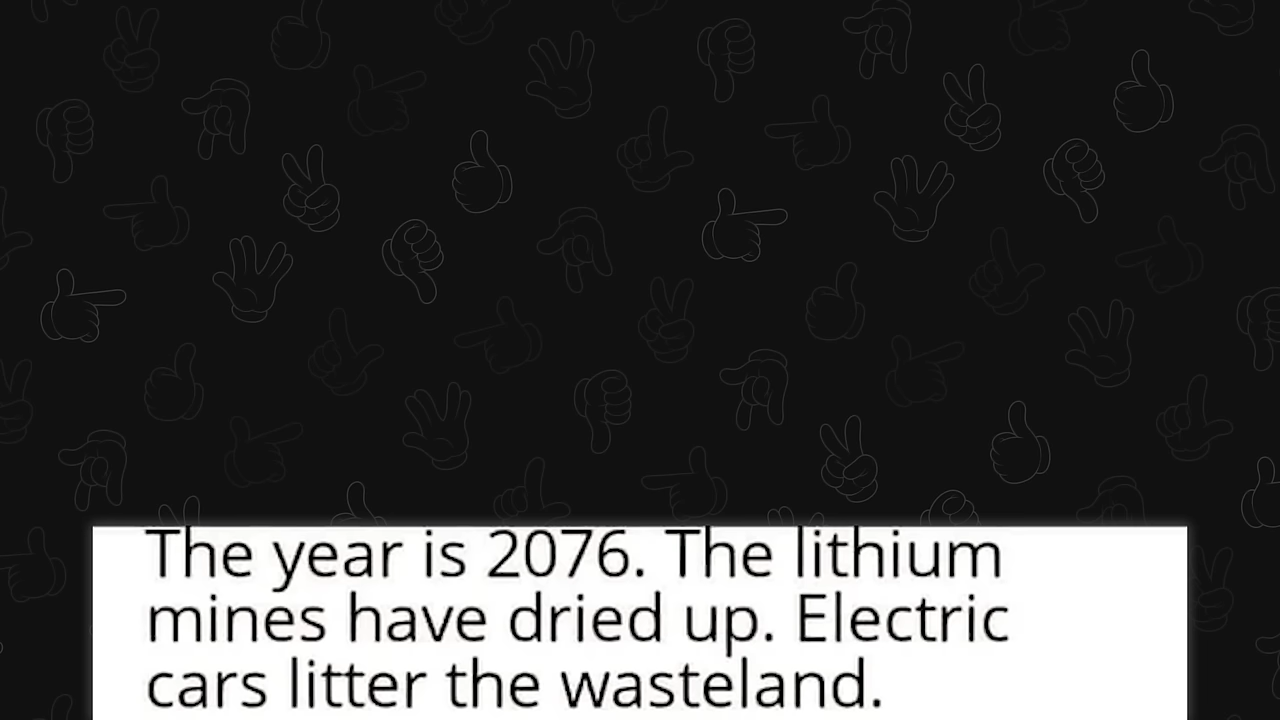 The year is 2076. The lithium
mines have dried up. Electric
cars litter the wasteland.